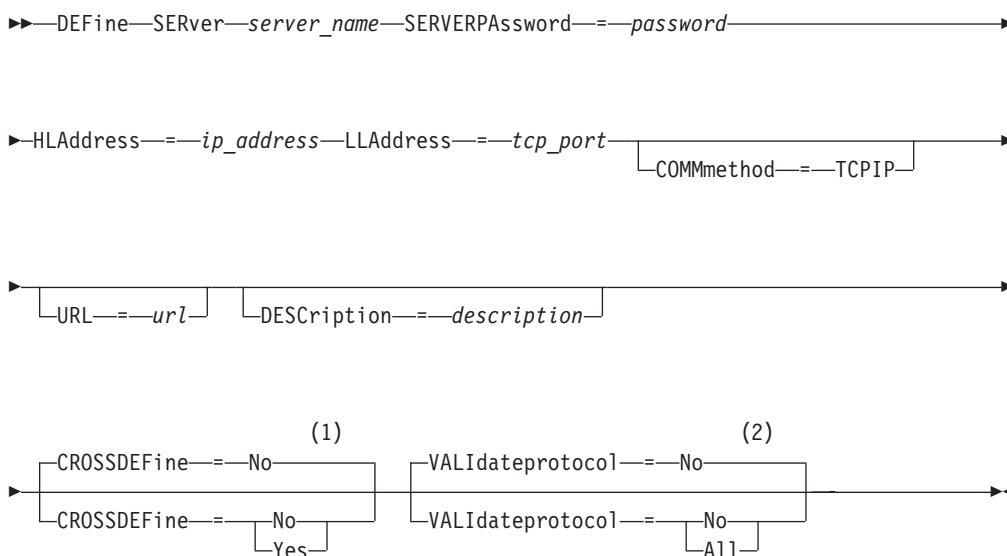 DEFine SERver server_name SERVERPAssword = password
HLAddress = ip_address LLAddress = tcp_port
COMMmethod = TCPIP
URL = url
DESCription = description
(1) (2)
CROSSDEFine = No VALIdateprotocol = No
CROSSDEFine = No VALIdateprotocol = No
Yes All